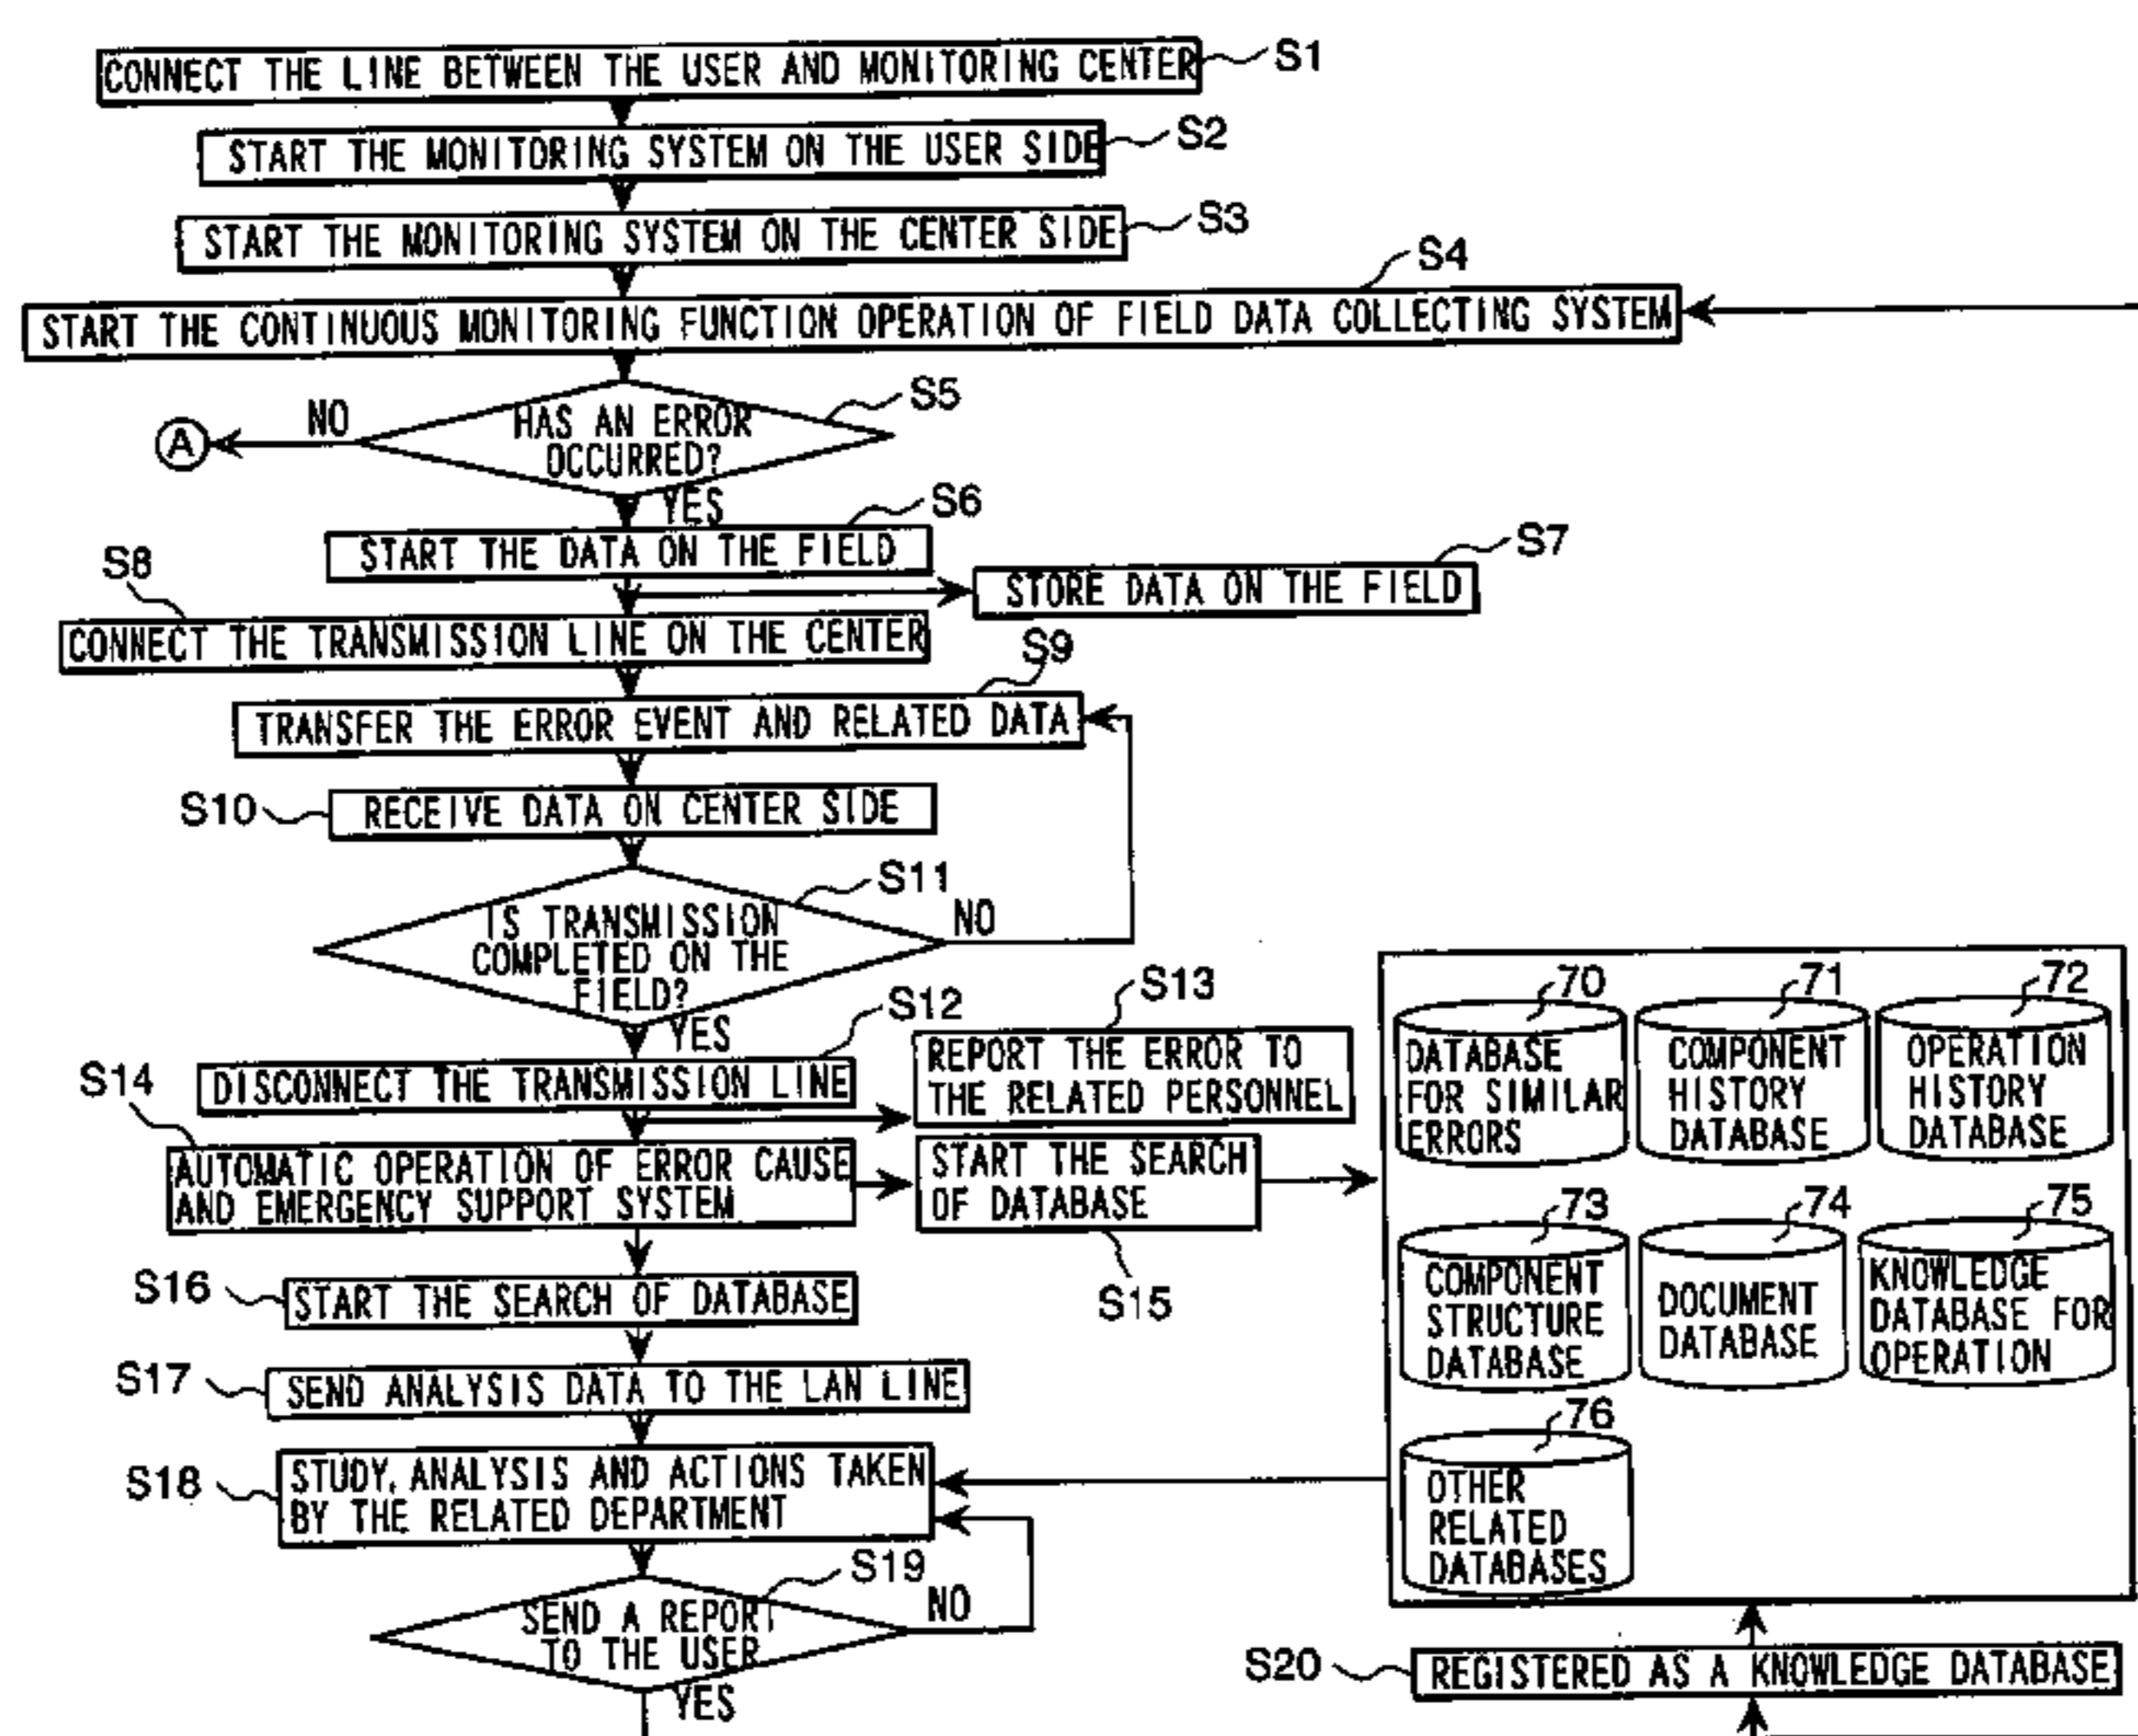 CONNECT THE LINE BETWEEN THE USER AND MONITORING CENTER
S1
START THE MONITORING SYSTEM ON THE USER SIDE
S2
START THE MONITORING SYSTEM ON THE CENTER SIDE
S3
S4
START THE CONTINUOUS MONITORING FUNCTION OPERATION OF FIELD DATA COLLECTING SYSTEM
S5
NO
A
HAS AN ERROR
OCCURRED?
YES
S6
START THE DATA ON THE FIELD
S7
STORE DATA ON THE FIELD
S8
CONNECT THE TRANSMISSION LINE ON THE CENTER
S9
TRANSFER THE ERROR EVENT AND RELATED DATA
S10
RECEIVE DATA ON CENTER SIDE
S11
IS TRANSMISSION
COMPLETED ON THE
FIELD?
NO
YES
S12
DISCONNECT THE TRANSMISSION LINE
S13
REPORT THE ERROR TO
THE RELATED PERSONNEL
S14
AUTOMATIC OPERATION OF ERROR CAUSE
AND EMERGENCY SUPPORT SYSTEM
START THE SEARCH
OF DATABASE
S15
S16
START THE SEARCH OF DATABASE
S17
SEND ANALYSIS DATA TO THE LAN LINE
S18
STUDY, ANALYSIS AND ACTIONS TAKEN
BY THE RELATED DEPARTMENT
S19
SEND A REPORT
TO THE USER
NO
YES
70
DATABASE
FOR SIMILAR
ERRORS
71
COMPONENT
HISTORY
DATABASE
72
OPERATION
HISTORY
DATABASE
73
COMPONENT
STRUCTURE
DATABASE
74
DOCUMENT
DATABASE
75
KNOWLEDGE
DATABASE FOR
OPERATION
76
OTHER
RELATED
DATABASES
S20
REGISTERED AS A KNOWLEDGE DATABASE